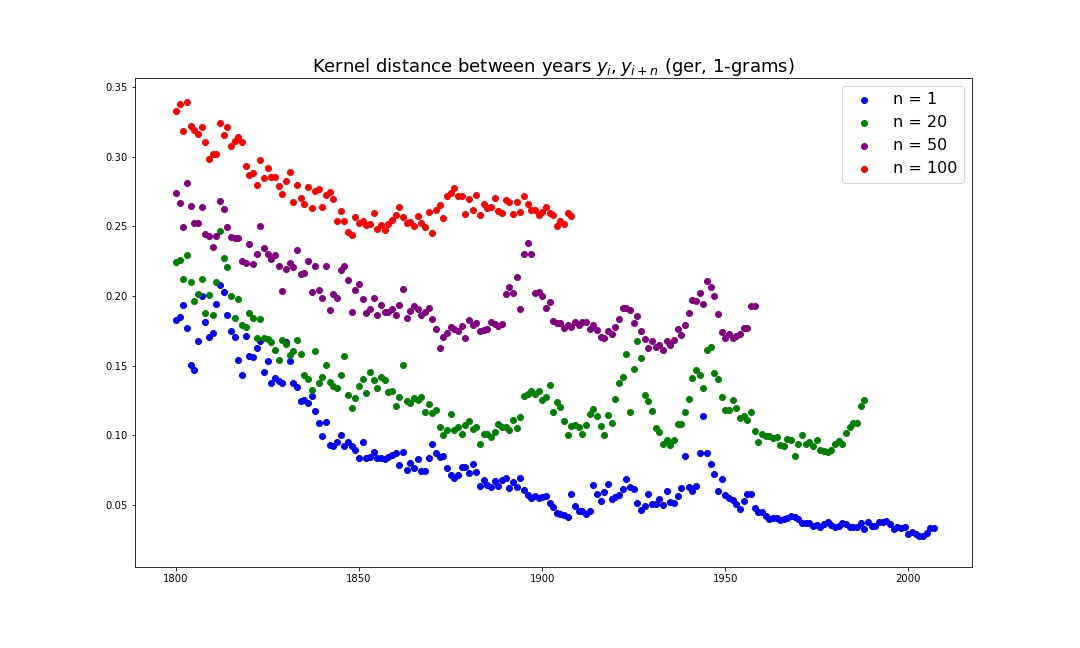 Kernel distance between years y_i, y_{i+n} (ger, 1-grams)
n = 1
n = 20
n = 50
n = 100
0.35
0.30
0.25
0.20
0.15
0.10
0.05
1800 1850 1900 1950 2000